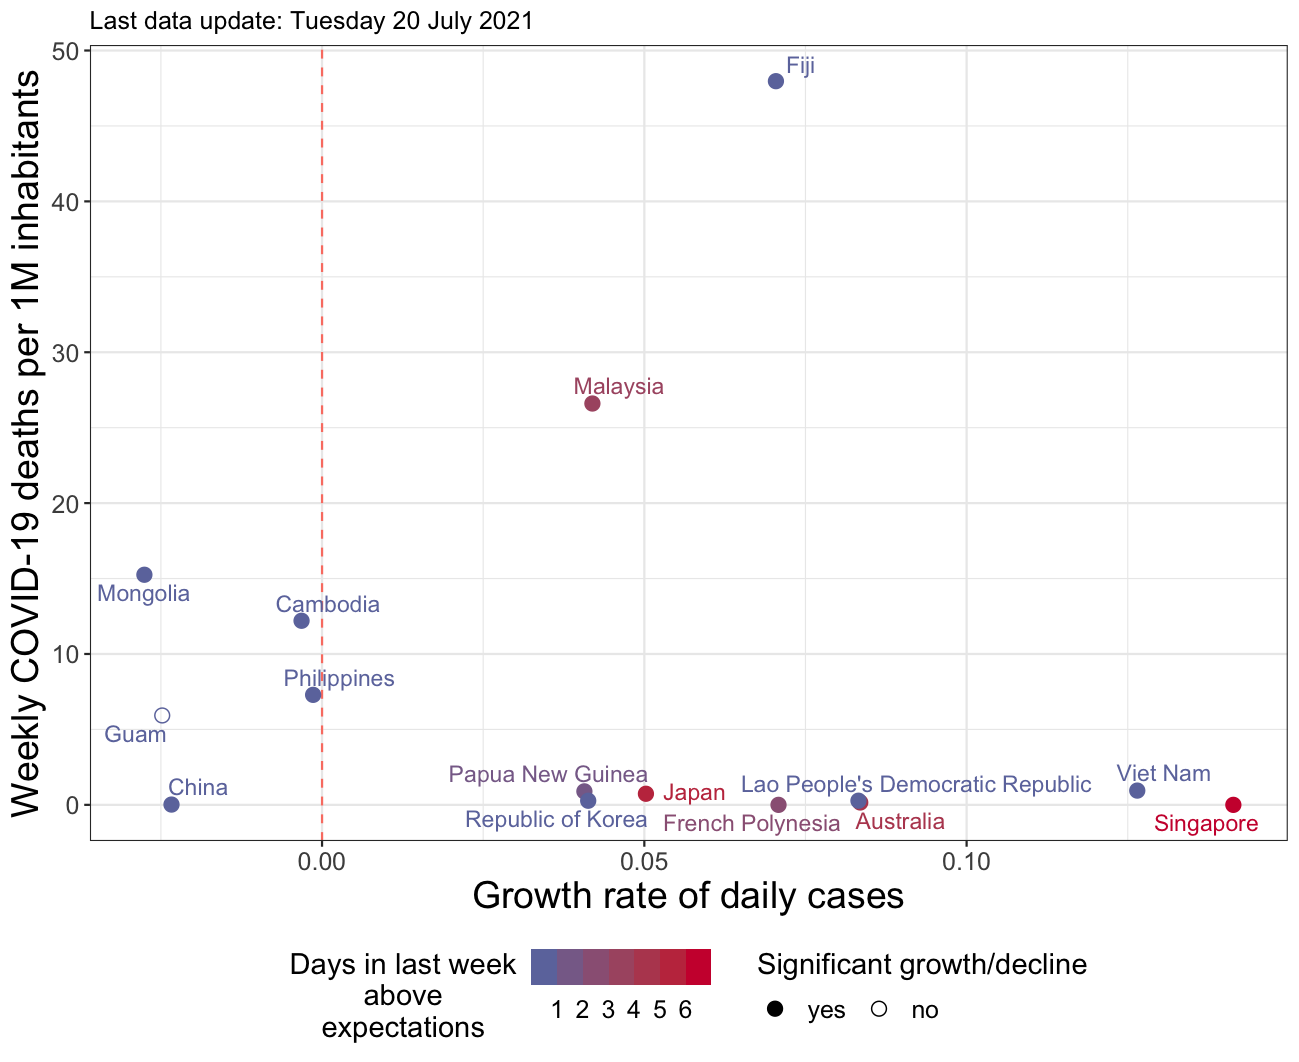 Last data update: Tuesday 20 July 2021
Weekly COVID-19 deaths per 1M inhabitants
50
40
30
20
10
0
Fiji
Malaysia
Mongolia
Cambodia
Philippines
Guam
China
Papua New Guinea
Republic of Korea
Japan
French Polynesia
Lao People's Democratic Republic
Australia
Viet Nam
Singapore
0.00 0.05 0.10
Growth rate of daily cases
Days in last week
above
expectations
1 2 3 4 5 6
Significant growth/decline
yes no